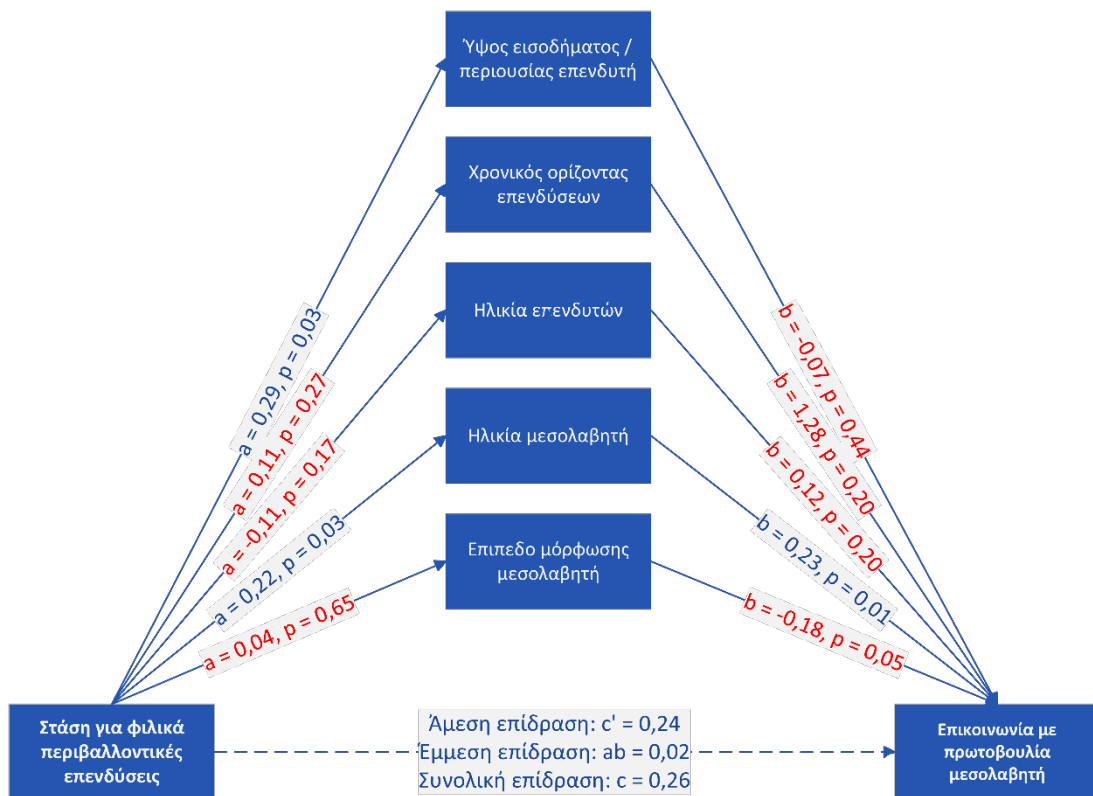 Ύψος εισοδήματος /
περιουσίας επενδυτή
Χρονικός ορίζοντας
επενδύσεων
Ηλικία επενδυτών
Ηλικία μεσολαβητή
Επιπεδο μόρφωσης
μεσολαβητή
a = 0,29, p = 0,03
a = 0,11, p = 0,27
a = -0,11, p = 0,17
a = 0,22, p = 0,03
a = 0,04, p = 0,65
b = -0,07, p = 0,44
b = 1,28, p = 0,20
b = 0,12, p = 0,20
b = 0,23, p = 0,01
b = -0,18, p = 0,05
Στάση για φιλικά
περιβαλλοντικές
επενδύσεις
Άμεση επίδραση: c' = 0,24
Έμμεση επίδραση: ab = 0,02
Συνολική επίδραση: c = 0,26
Επικοινωνία με
πρωτοβουλία
μεσολαβητή